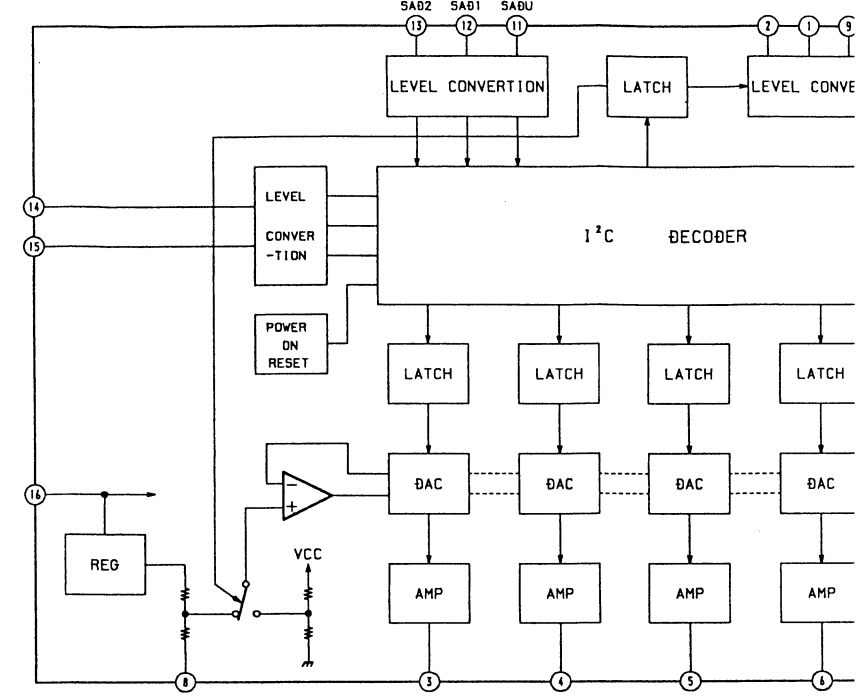 SAD2 SAD1 SADU
13 12 11 2 1 9
LEVEL CONVERTION
LATCH
LEVEL CONVE
14
15
LEVEL
CONVER
-TION
I²C DECODER
POWER
ON
RESET
LATCH LATCH LATCH LATCH
16
REG
−
+
DAC DAC DAC DAC
VCC
AMP AMP AMP AMP
8 3 4 5 6